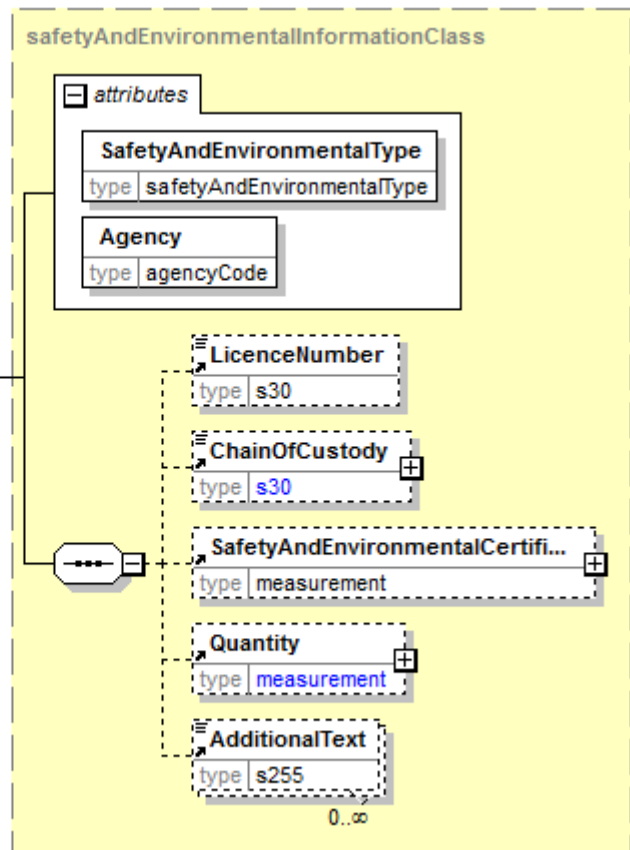 safetyAndEnvironmentalInformationClass
attributes
SafetyAndEnvironmentalType
type safetyAndEnvironmentalType
Agency
type agencyCode
LicenceNumber
type s30
ChainOfCustody
type s30
SafetyAndEnvironmentalCertifi...
type measurement
Quantity
type measurement
AdditionalText
type s255
0..∞